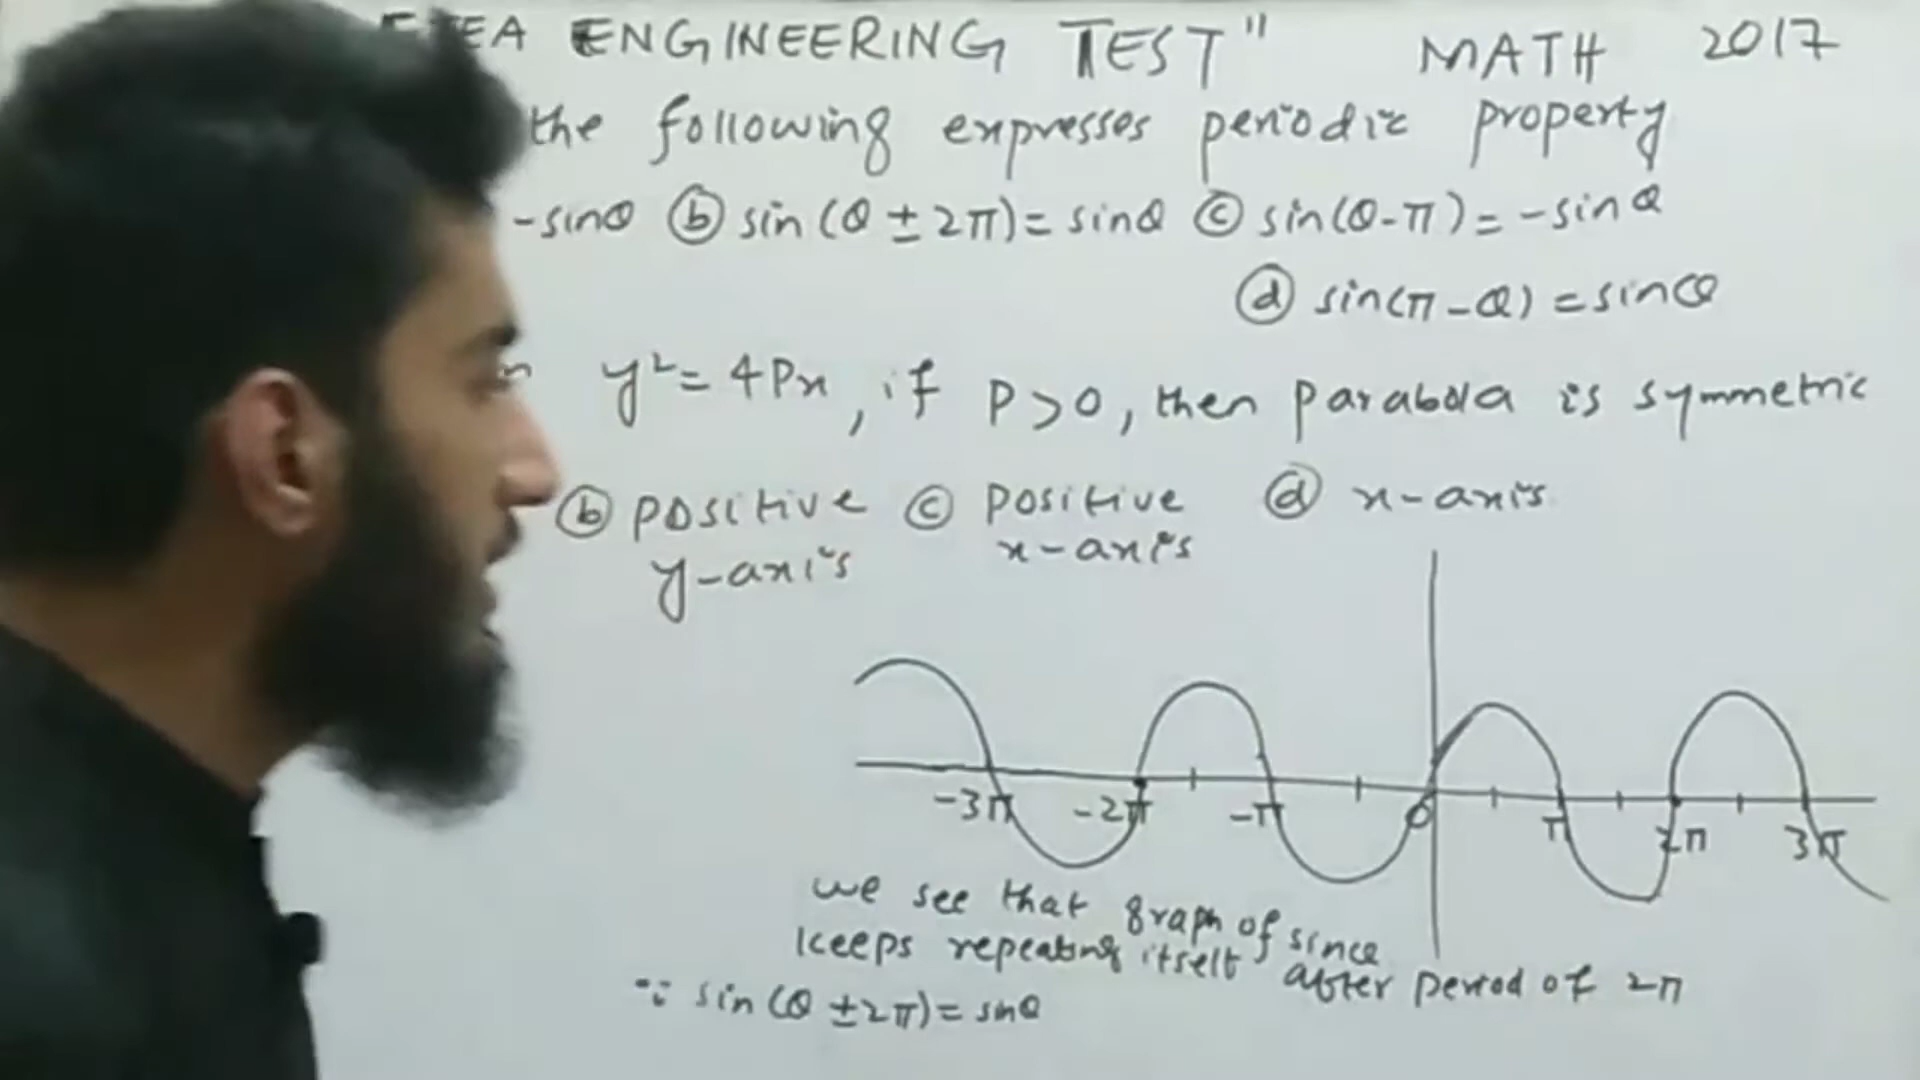 ENGINEERING TEST" MATH 2017
the following expresses periodic property
-sinθ ⓑ sin(θ ± 2π) = sinθ ⓒ sin(θ-π) = -sinθ
ⓓ sin(π-θ) = sinθ
y² = 4Px, if P>0, then parabola is symmetric
ⓑ positive y-axis ⓒ positive x-axis ⓓ x-axis
-3π -2π -π 0 π 2π 3π
we see that graph of since
keeps repeating itself after period of 2π
∵ sin(θ ±2π) = sinθ